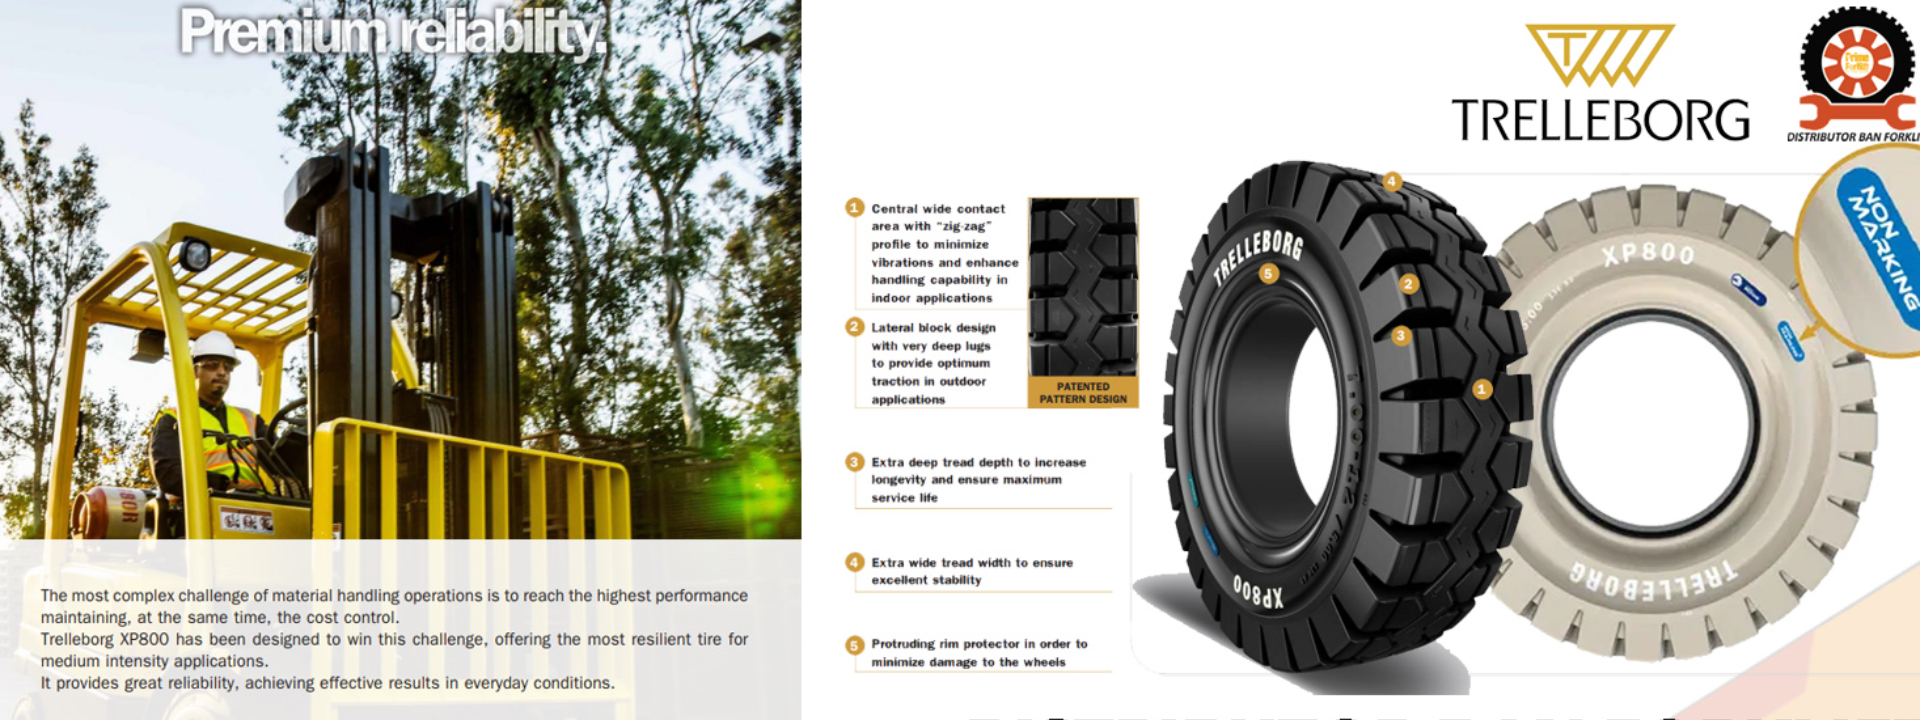 Premium reliability.
The most complex challenge of material handling operations is to reach the highest performance
maintaining, at the same time, the cost control.
Trelleborg XP800 has been designed to win this challenge, offering the most resilient tire for
medium intensity applications.
It provides great reliability, achieving effective results in everyday conditions.
TRELLEBORG
DISTRIBUTOR BAN FORKLI
1 Central wide contact
area with “zig-zag”
profile to minimize
vibrations and enhance
handling capability in
indoor applications
2 Lateral block design
with very deep lugs
to provide optimum
traction in outdoor
applications
PATENTED
PATTERN DESIGN
3 Extra deep tread depth to increase
longevity and ensure maximum
service life
4 Extra wide tread width to ensure
excellent stability
5 Protruding rim protector in order to
minimize damage to the wheels
4
TRELLEBORG
5
2
3
1
XP800
XP800
TRELLEBORG
NON
MARKING